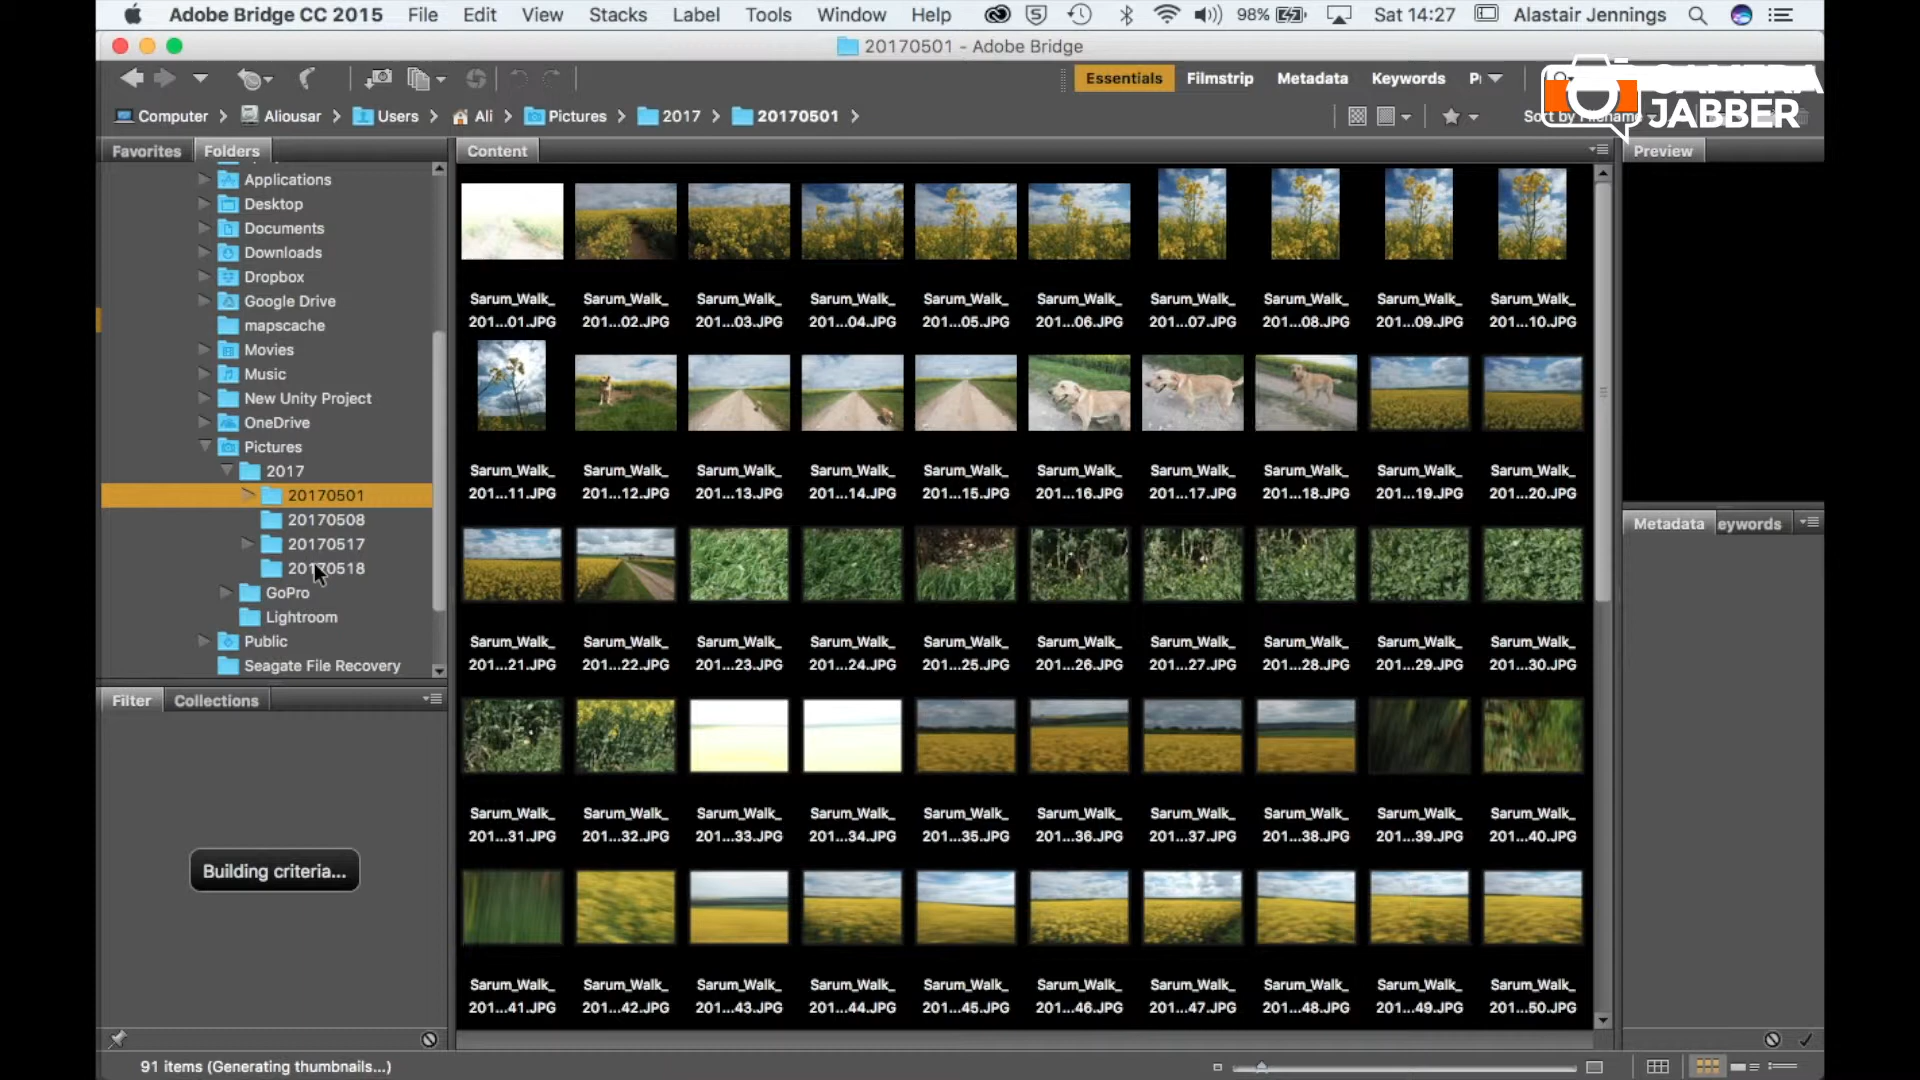 Adobe Bridge CC 2015 File Edit View Stacks Label Tools Window Help 98% Sat 14:27 Alastair Jennings
20170501 - Adobe Bridge
Essentials Filmstrip Metadata Keywords
CAMERA
JABBER
Computer Aliousar Users Ali Pictures 2017 20170501 Sort by Filename
Favorites Folders Content Preview
Applications
Desktop
Documents
Downloads
Dropbox
Google Drive
mapscache
Movies
Music
New Unity Project
OneDrive
Pictures
2017
20170501
20170508
20170517
20170518
GoPro
Lightroom
Public
Seagate File Recovery
Filter Collections
Building criteria...
91 items (Generating thumbnails...)
Sarum_Walk_ Sarum_Walk_ Sarum_Walk_ Sarum_Walk_ Sarum_Walk_ Sarum_Walk_ Sarum_Walk_ Sarum_Walk_ Sarum_Walk_ Sarum_Walk_
201...01.JPG 201...02.JPG 201...03.JPG 201...04.JPG 201...05.JPG 201...06.JPG 201...07.JPG 201...08.JPG 201...09.JPG 201...10.JPG
Sarum_Walk_ Sarum_Walk_ Sarum_Walk_ Sarum_Walk_ Sarum_Walk_ Sarum_Walk_ Sarum_Walk_ Sarum_Walk_ Sarum_Walk_ Sarum_Walk_
201...11.JPG 201...12.JPG 201...13.JPG 201...14.JPG 201...15.JPG 201...16.JPG 201...17.JPG 201...18.JPG 201...19.JPG 201...20.JPG
Sarum_Walk_ Sarum_Walk_ Sarum_Walk_ Sarum_Walk_ Sarum_Walk_ Sarum_Walk_ Sarum_Walk_ Sarum_Walk_ Sarum_Walk_ Sarum_Walk_
201...21.JPG 201...22.JPG 201...23.JPG 201...24.JPG 201...25.JPG 201...26.JPG 201...27.JPG 201...28.JPG 201...29.JPG 201...30.JPG
Sarum_Walk_ Sarum_Walk_ Sarum_Walk_ Sarum_Walk_ Sarum_Walk_ Sarum_Walk_ Sarum_Walk_ Sarum_Walk_ Sarum_Walk_ Sarum_Walk_
201...31.JPG 201...32.JPG 201...33.JPG 201...34.JPG 201...35.JPG 201...36.JPG 201...37.JPG 201...38.JPG 201...39.JPG 201...40.JPG
Sarum_Walk_ Sarum_Walk_ Sarum_Walk_ Sarum_Walk_ Sarum_Walk_ Sarum_Walk_ Sarum_Walk_ Sarum_Walk_ Sarum_Walk_ Sarum_Walk_
201...41.JPG 201...42.JPG 201...43.JPG 201...44.JPG 201...45.JPG 201...46.JPG 201...47.JPG 201...48.JPG 201...49.JPG 201...50.JPG
Metadata eywords